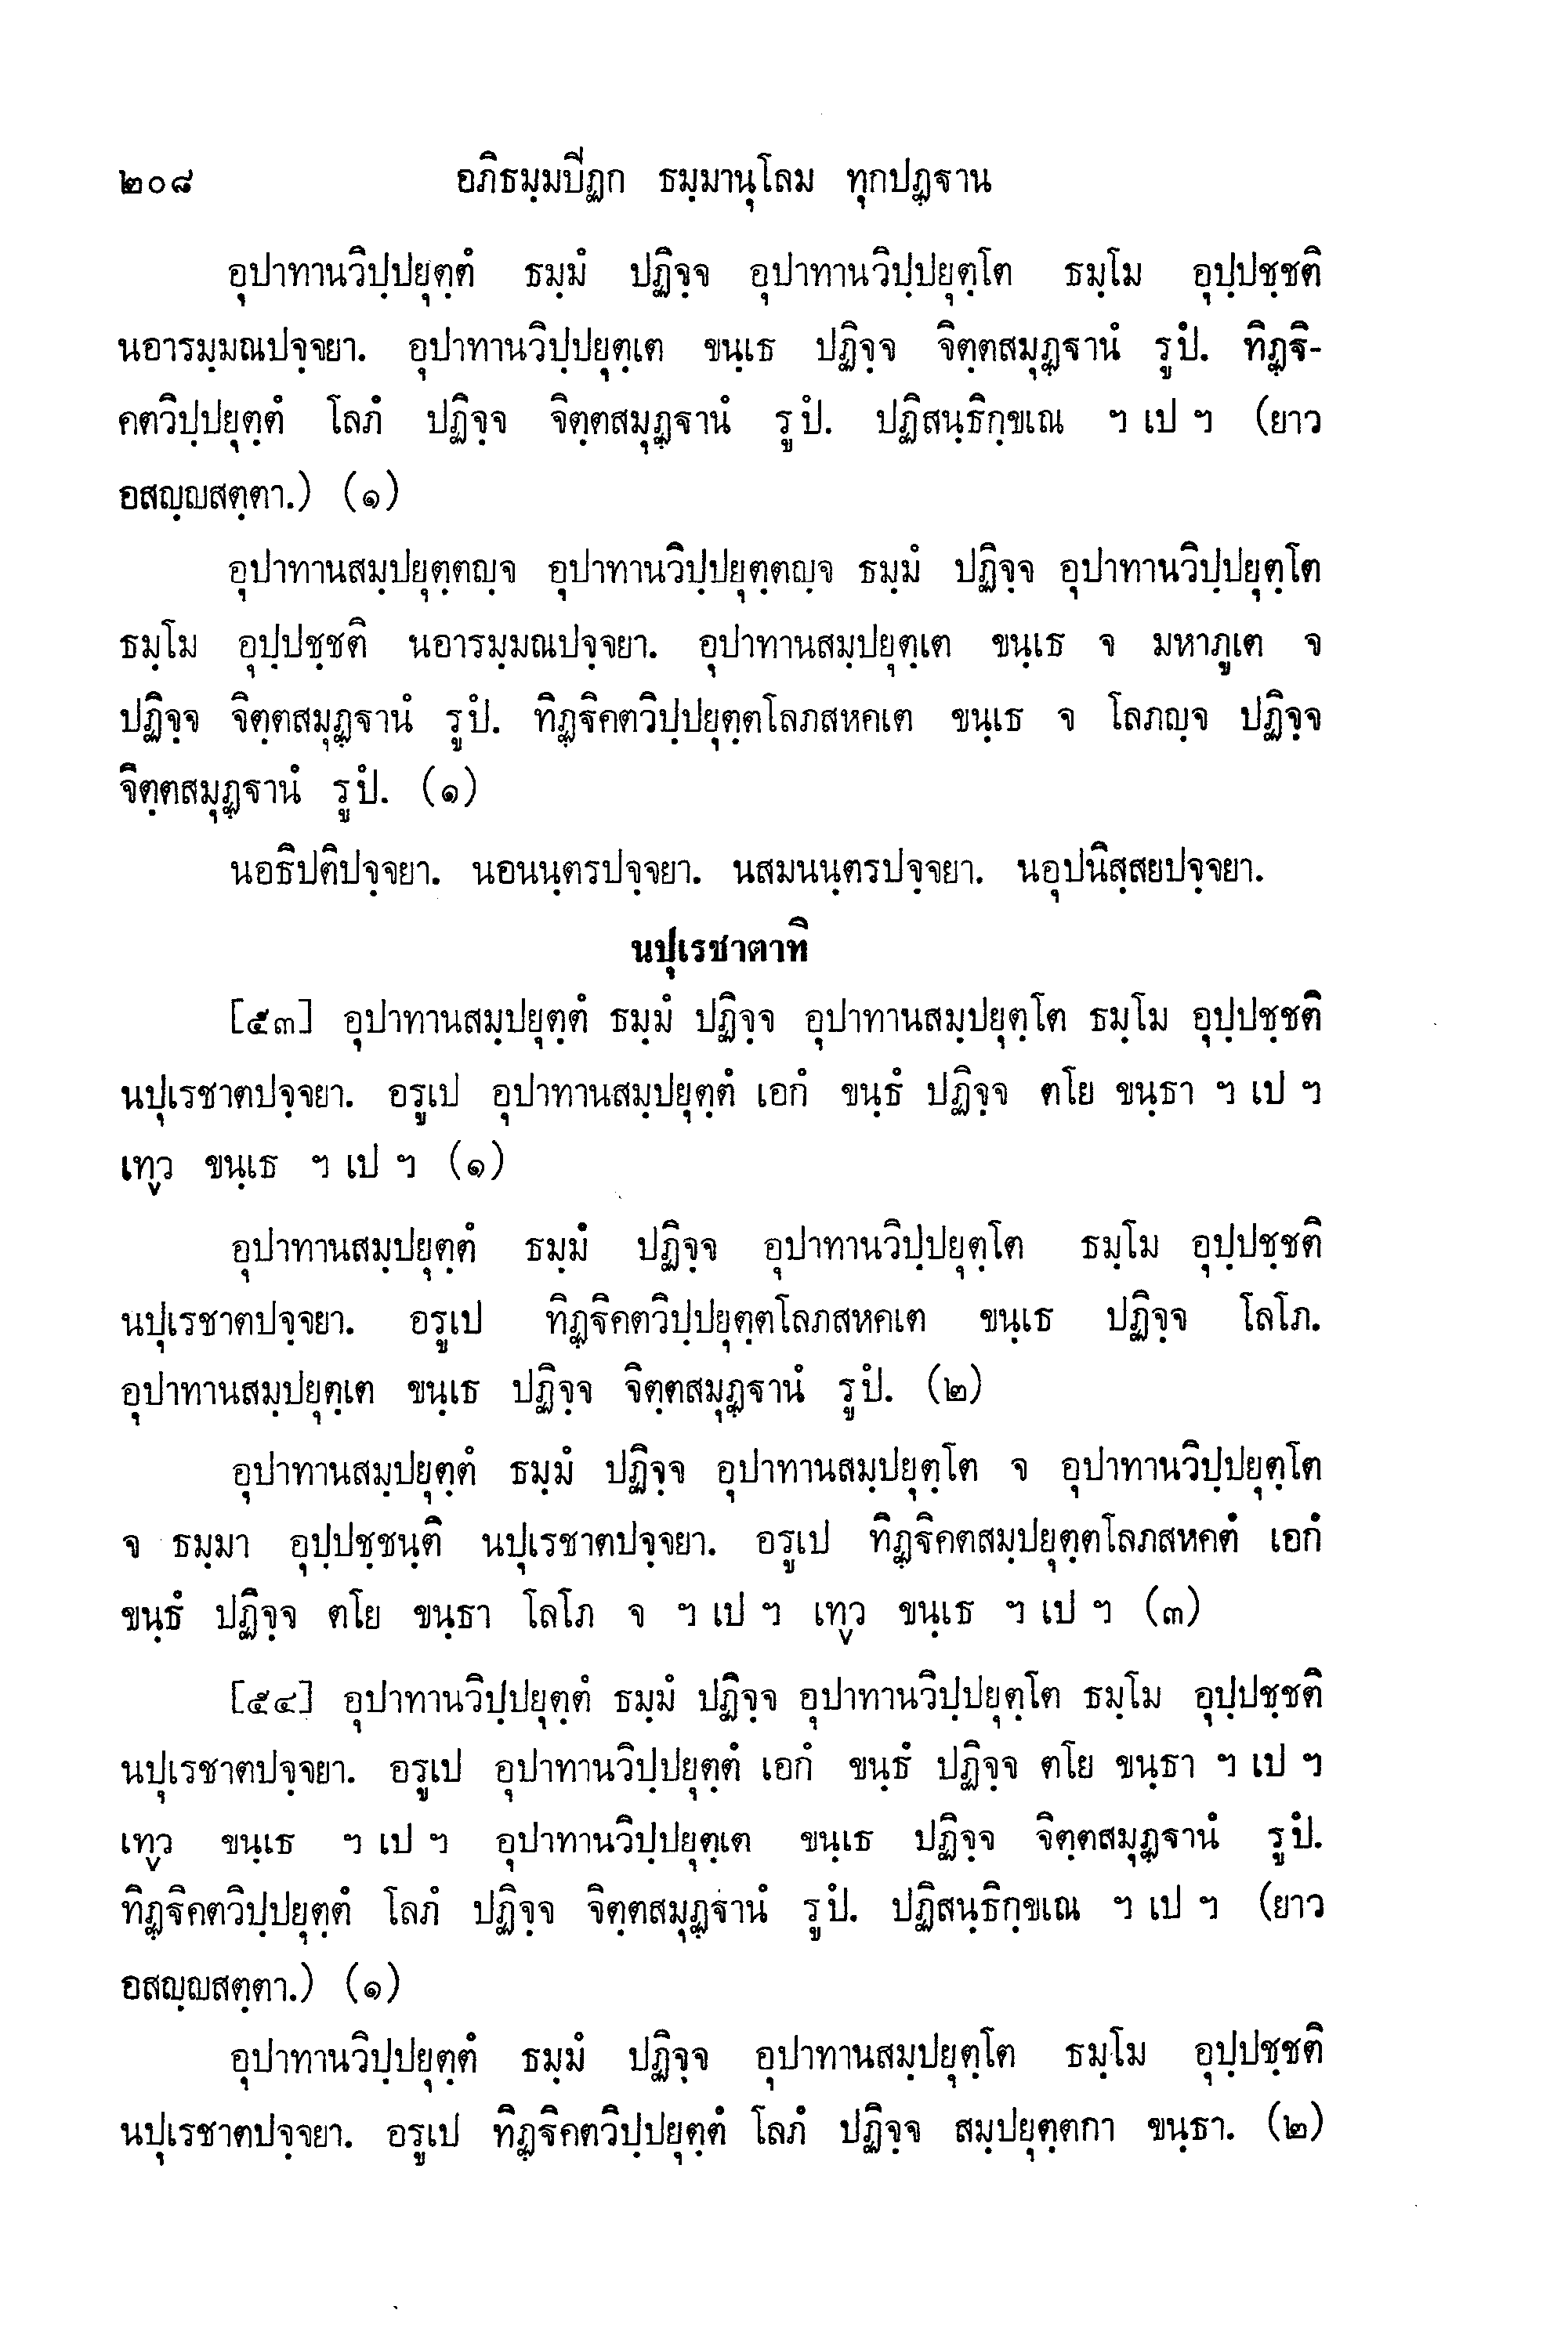 ๒๐๘ อภิธมฺมปีฏก ธมฺมานุโลม ทุกปฏฺฐาน
อุปาทานวิปฺปยุตฺตํ ธมฺมํ ปฏิจฺจ อุปาทานวิปฺปยุตฺโต ธมฺโม อุปฺปชฺชติ
นอารมฺมณปจฺจยา. อุปาทานวิปฺปยุตฺเต ขนฺเธ ปฏิจฺจ จิตฺตสมุฏฺฐานํ รูปํ. ทิฏฺฐิ-
คตวิปฺปยุตฺตํ โลภํ ปฏิจฺจ จิตฺตสมุฏฺฐานํ รูปํ. ปฏิสนฺธิกฺขเณ ฯ เป ฯ (ยาว
อสญฺญสตฺตา.) (๑)
อุปาทานสมฺปยุตฺตญฺจ อุปาทานวิปฺปยุตฺตญฺจ ธมฺมํ ปฏิจฺจ อุปาทานวิปฺปยุตฺโต
ธมฺโม อุปฺปชฺชติ นอารมฺมณปจฺจยา. อุปาทานสมฺปยุตฺเต ขนฺเธ จ มหาภูเต จ
ปฏิจฺจ จิตฺตสมุฏฺฐานํ รูปํ. ทิฏฺฐิคตวิปฺปยุตฺตโลภสหคเต ขนฺเธ จ โลภญฺจ ปฏิจฺจ
จิตฺตสมุฏฺฐานํ รูปํ. (๑)
นอธิปติปจฺจยา. นอนนฺตรปจฺจยา. นสมนนฺตรปจฺจยา. นอุปนิสฺสยปจฺจยา.
นปุเรชาตาทิ
[๕๓] อุปาทานสมฺปยุตฺตํ ธมฺมํ ปฏิจฺจ อุปาทานสมฺปยุตฺโต ธมฺโม อุปฺปชฺชติ
นปุเรชาตปจฺจยา. อรูเป อุปาทานสมฺปยุตฺตํ เอกํ ขนฺธํ ปฏิจฺจ ตโย ขนฺธา ฯ เป ฯ
เทฺว ขนฺเธ ฯ เป ฯ (๑)
อุปาทานสมฺปยุตฺตํ ธมฺมํ ปฏิจฺจ อุปาทานวิปฺปยุตฺโต ธมฺโม อุปฺปชฺชติ
นปุเรชาตปจฺจยา. อรูเป ทิฏฺฐิคตวิปฺปยุตฺตโลภสหคเต ขนฺเธ ปฏิจฺจ โลโภ.
อุปาทานสมฺปยุตฺเต ขนฺเธ ปฏิจฺจ จิตฺตสมุฏฺฐานํ รูปํ. (๒)
อุปาทานสมฺปยุตฺตํ ธมฺมํ ปฏิจฺจ อุปาทานสมฺปยุตฺโต จ อุปาทานวิปฺปยุตฺโต
จ ธมฺมา อุปฺปชฺชนฺติ นปุเรชาตปจฺจยา. อรูเป ทิฏฺฐิคตสมฺปยุตฺตโลภสหคตํ เอกํ
ขนฺธํ ปฏิจฺจ ตโย ขนฺธา โลโภ จ ฯ เป ฯ เทฺว ขนฺเธ ฯ เป ฯ (๓)
[๕๔] อุปาทานวิปฺปยุตฺตํ ธมฺมํ ปฏิจฺจ อุปาทานวิปฺปยุตฺโต ธมฺโม อุปฺปชฺชติ
นปุเรชาตปจฺจยา. อรูเป อุปาทานวิปฺปยุตฺตํ เอกํ ขนฺธํ ปฏิจฺจ ตโย ขนฺธา ฯ เป ฯ
เทฺว ขนฺเธ ฯ เป ฯ อุปาทานวิปฺปยุตฺเต ขนฺเธ ปฏิจฺจ จิตฺตสมุฏฺฐานํ รูปํ.
ทิฏฺฐิคตวิปฺปยุตฺตํ โลภํ ปฏิจฺจ จิตฺตสมุฏฺฐานํ รูปํ. ปฏิสนฺธิกฺขเณ ฯ เป ฯ (ยาว
อสญฺญสตฺตา.) (๑)
อุปาทานวิปฺปยุตฺตํ ธมฺมํ ปฏิจฺจ อุปาทานสมฺปยุตฺโต ธมฺโม อุปฺปชฺชติ
นปุเรชาตปจฺจยา. อรูเป ทิฏฺฐิคตวิปฺปยุตฺตํ โลภํ ปฏิจฺจ สมฺปยุตฺตกา ขนฺธา. (๒)